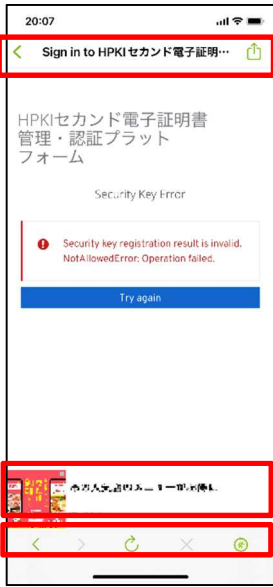 20:07
Sign in to HPKIセカンド電子証明…
HPKIセカンド電子証明書
管理・認証プラット
フォーム
Security Key Error
Security key registration result is invalid.
NotAllowedError: Operation failed.
Try again